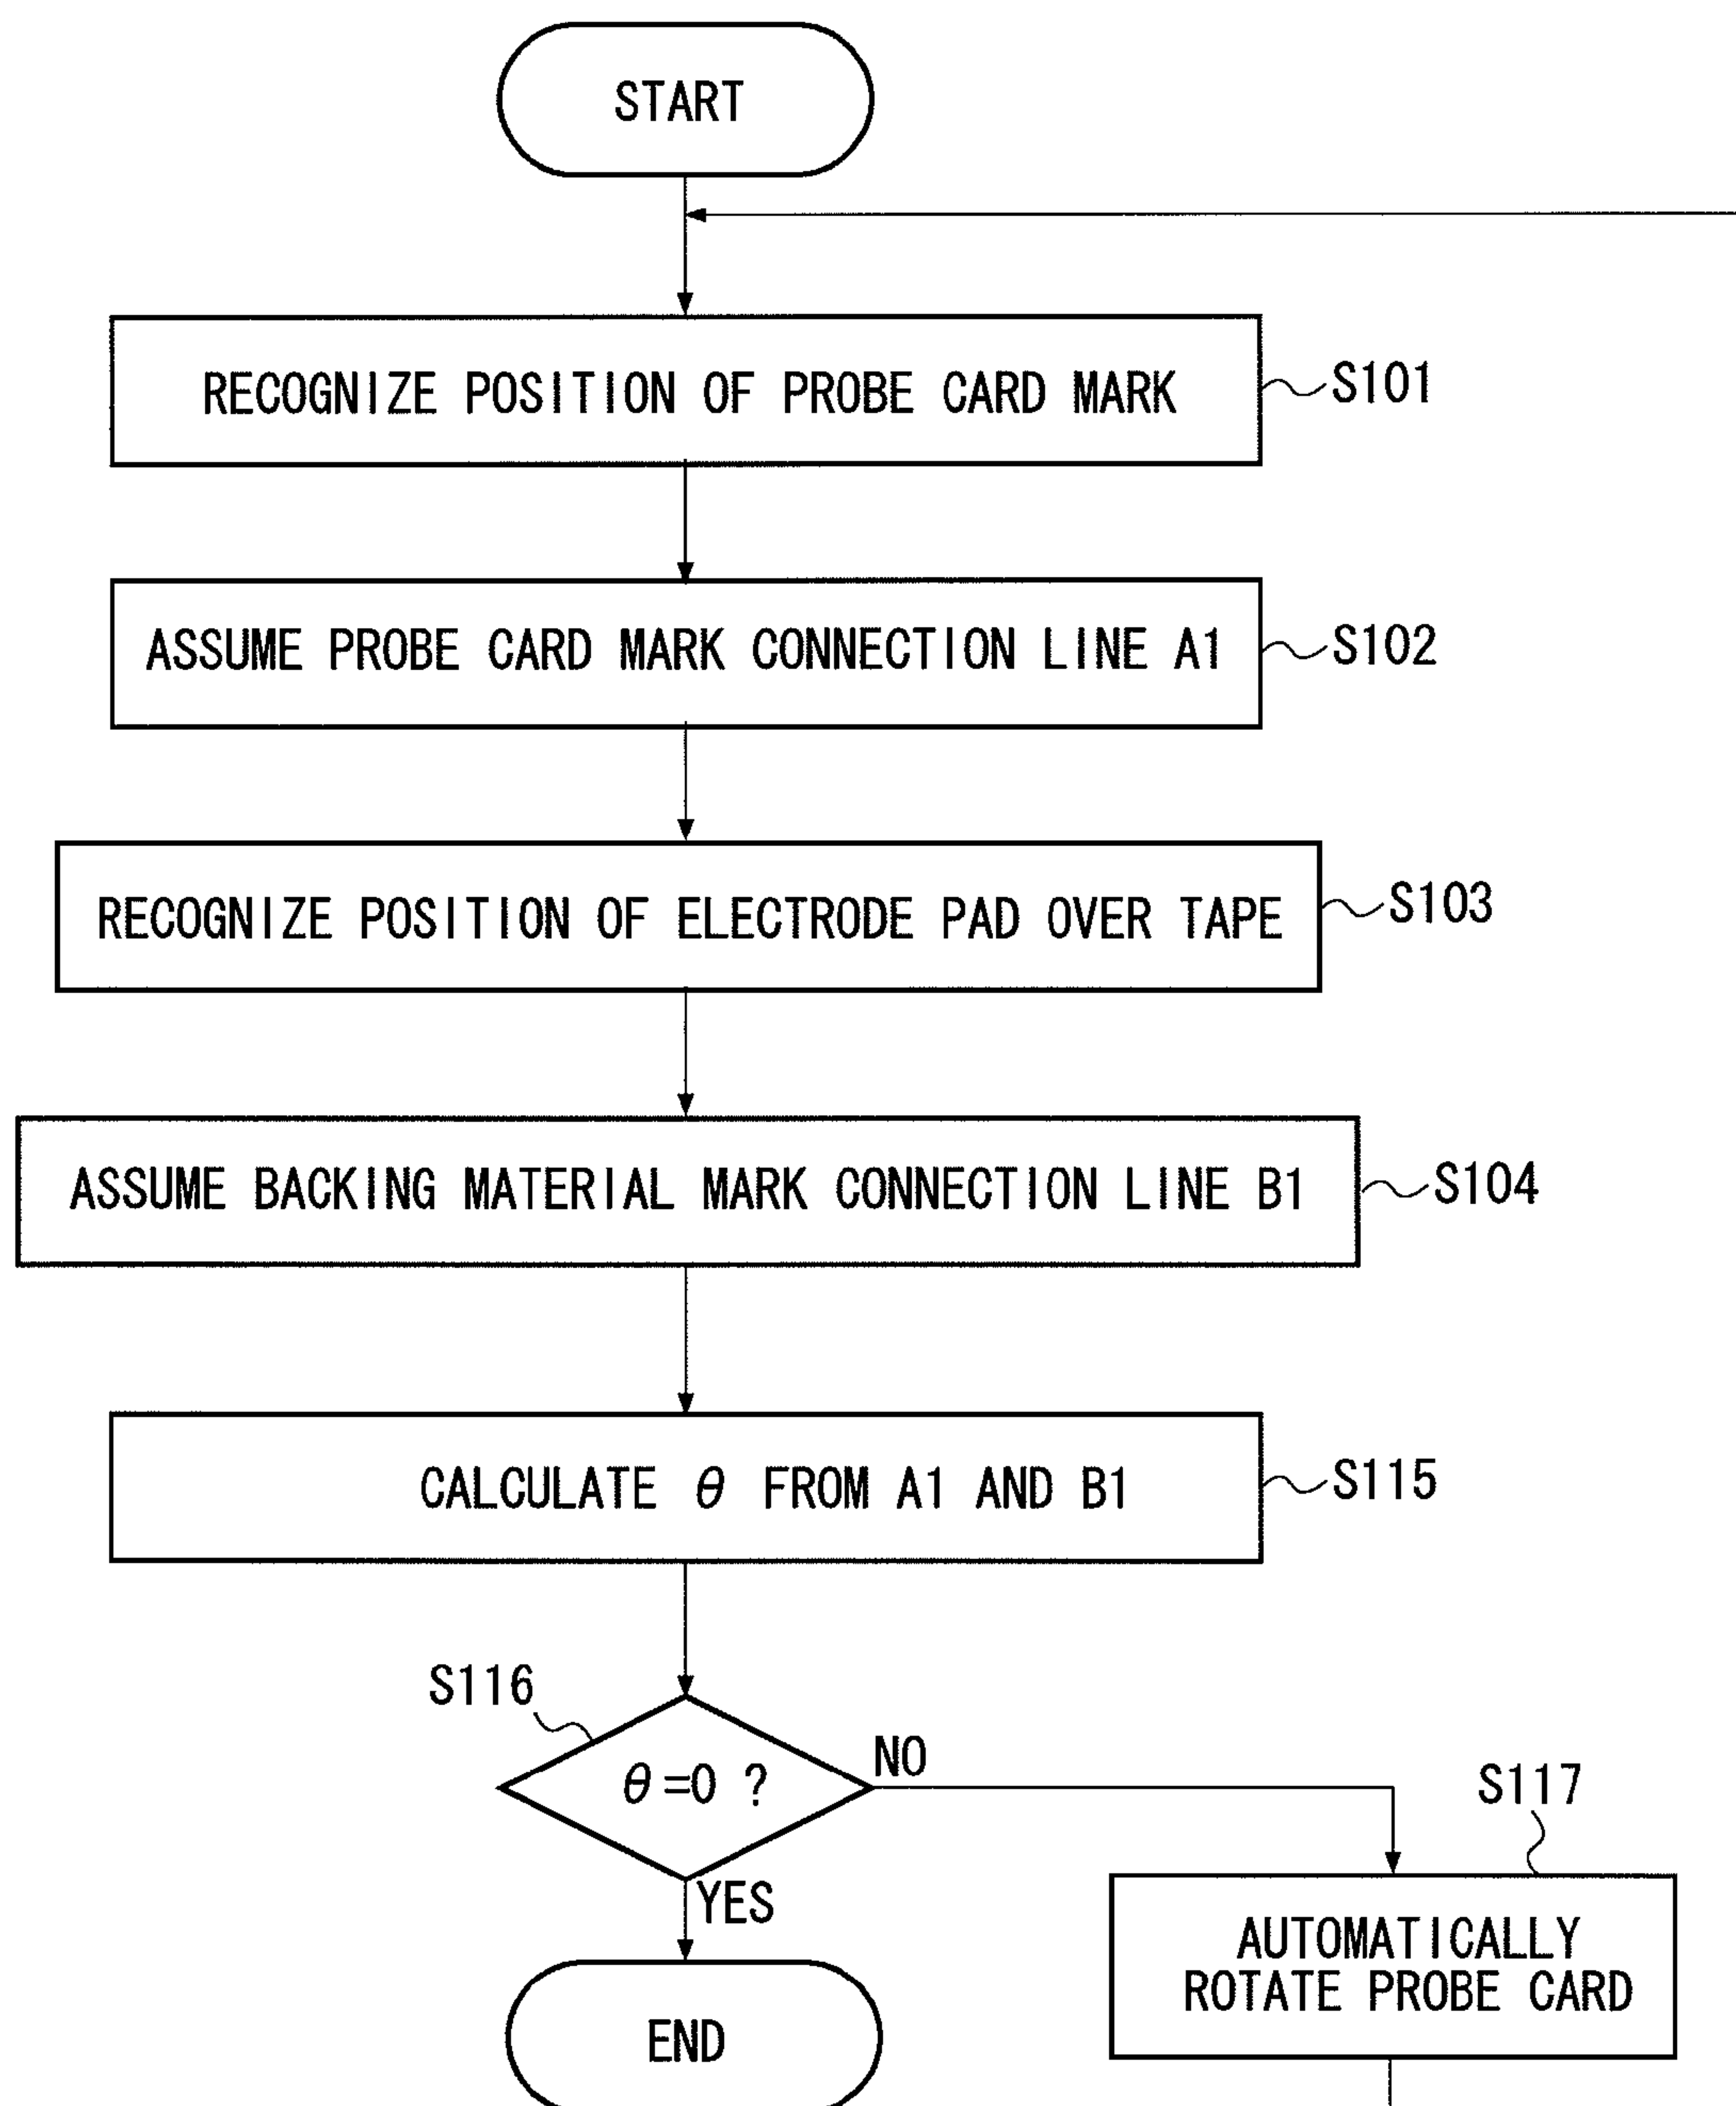 START
RECOGNIZE POSITION OF PROBE CARD MARK
S101
ASSUME PROBE CARD MARK CONNECTION LINE A1
S102
RECOGNIZE POSITION OF ELECTRODE PAD OVER TAPE
S103
ASSUME BACKING MATERIAL MARK CONNECTION LINE B1
S104
CALCULATE θ FROM A1 AND B1
S115
S116
θ=0 ?
NO
YES
S117
AUTOMATICALLY
ROTATE PROBE CARD
END